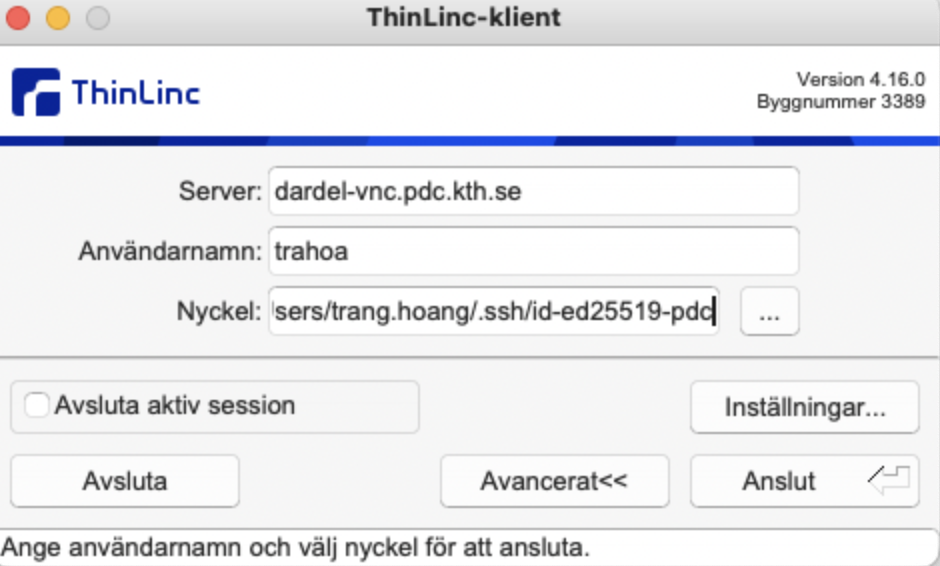 ThinLinc-klient
ThinLinc
Version 4.16.0
Byggnummer 3389
Server: dardel-vnc.pdc.kth.se
Användarnamn: trahoa
Nyckel: sers/trang.hoang/.ssh/id-ed25519-pdc ...
Avsluta aktiv session
Inställningar...
Avsluta Avancerat<< Anslut
Ange användarnamn och välj nyckel för att ansluta.